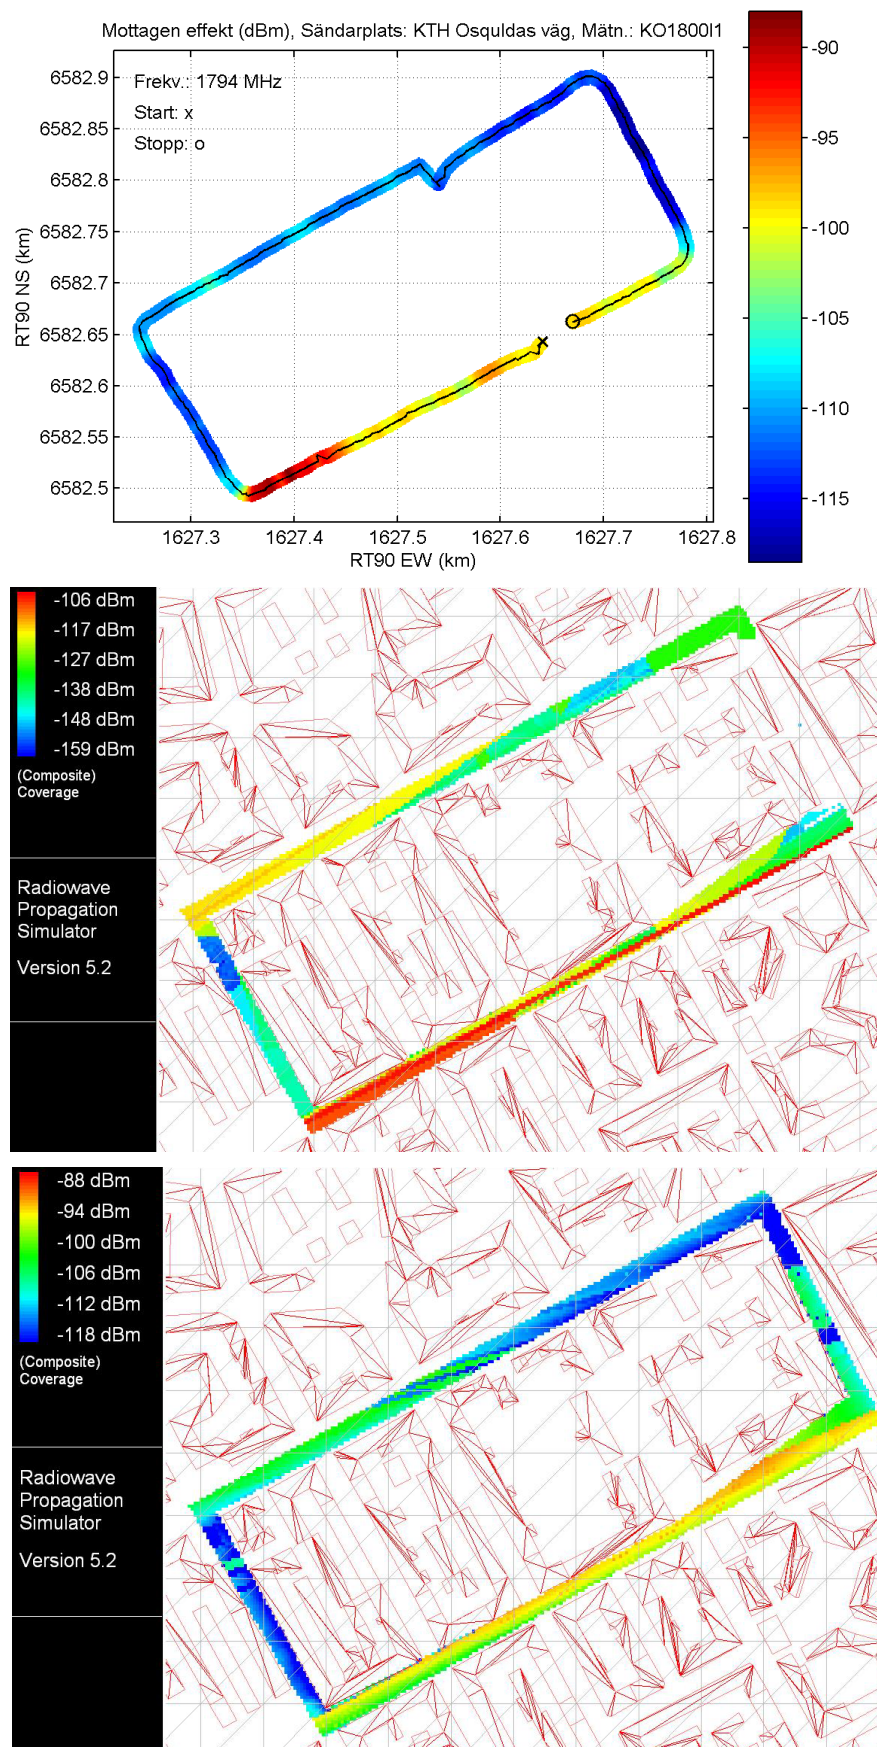 Mottagen effekt (dBm), Sändarplats: KTH Osquldas väg, Mätn.: KO1800I1
Frekv.: 1794 MHz
Start: x
Stopp: o
6582.9
6582.85
6582.8
6582.75
6582.7
6582.65
6582.6
6582.55
6582.5
RT90 NS (km)
1627.3
1627.4
1627.5
1627.6
1627.7
1627.8
RT90 EW (km)
-90
-95
-100
-105
-110
-115
-106 dBm
-117 dBm
-127 dBm
-138 dBm
-148 dBm
-159 dBm
(Composite)
Coverage
Radiowave
Propagation
Simulator
Version 5.2
-88 dBm
-94 dBm
-100 dBm
-106 dBm
-112 dBm
-118 dBm
(Composite)
Coverage
Radiowave
Propagation
Simulator
Version 5.2